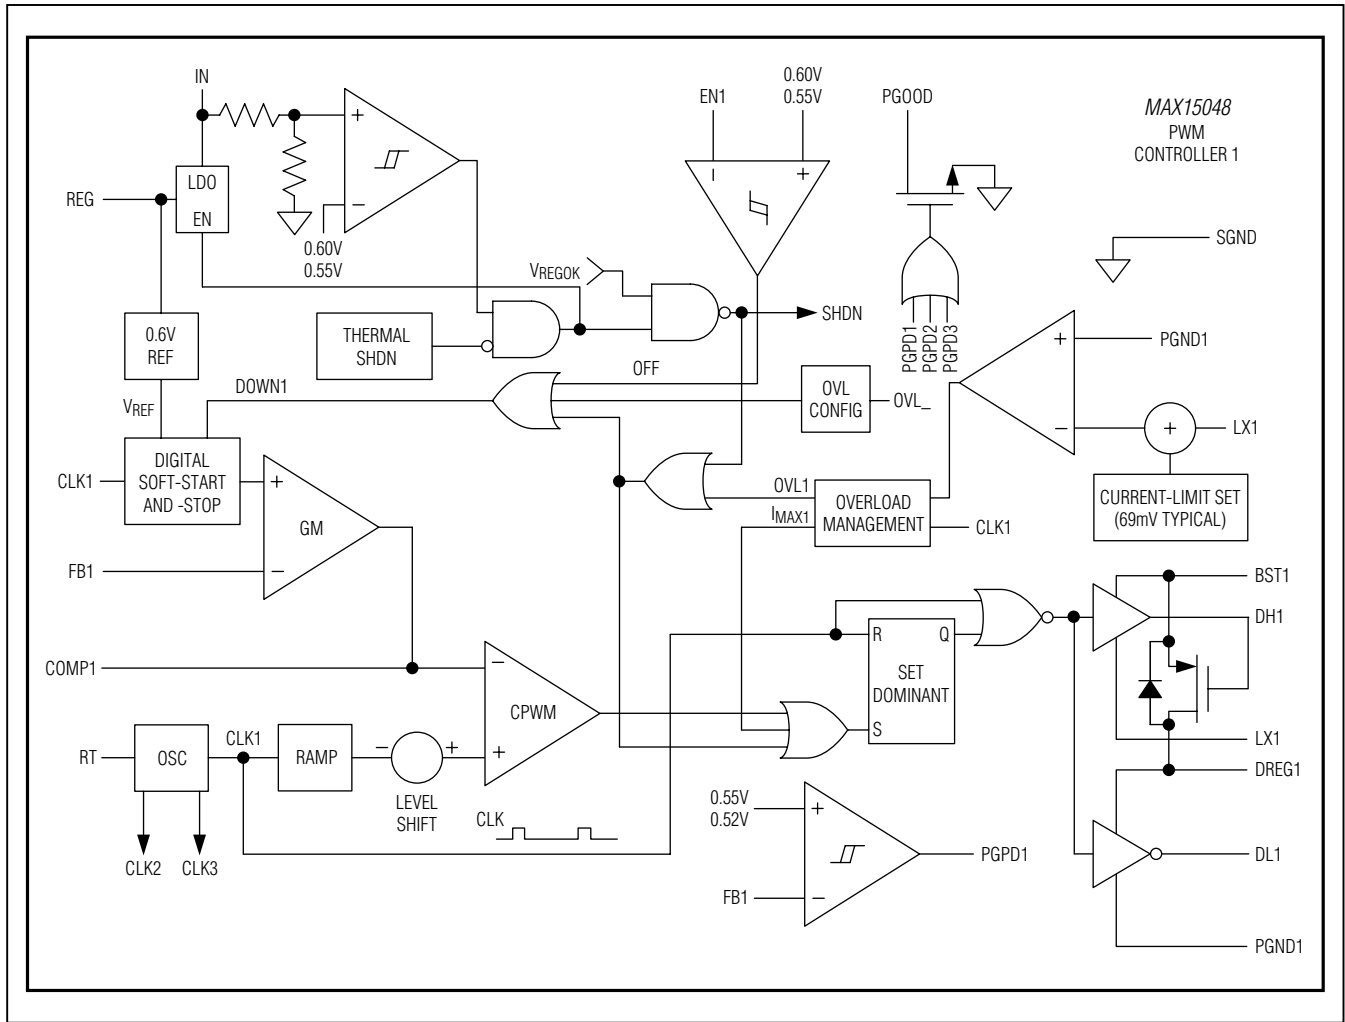 IN
0.60V
0.55V
EN1
PGOOD
MAX15048
PWM
CONTROLLER 1
+
−
+
LDO
EN
REG
−
0.60V
0.55V
SGND
VREGOK
SHDN
0.6V
REF
THERMAL
SHDN
PGPD1
PGPD2
PGPD3
+
PGND1
DOWN1
OFF
OVL
CONFIG
OVL_
VREF
−
+
LX1
DIGITAL
SOFT-START
AND -STOP
CLK1
+
GM
OVL1
IMAX1
OVERLOAD
MANAGEMENT
CLK1
CURRENT-LIMIT SET
(69mV TYPICAL)
FB1
−
BST1
DH1
R
Q
SET
DOMINANT
S
COMP1
−
CPWM
+
RT
OSC
CLK1
RAMP
−
+
LEVEL
SHIFT
LX1
DREG1
CLK2
CLK3
CLK
0.55V
0.52V
+
PGPD1
FB1
−
DL1
PGND1